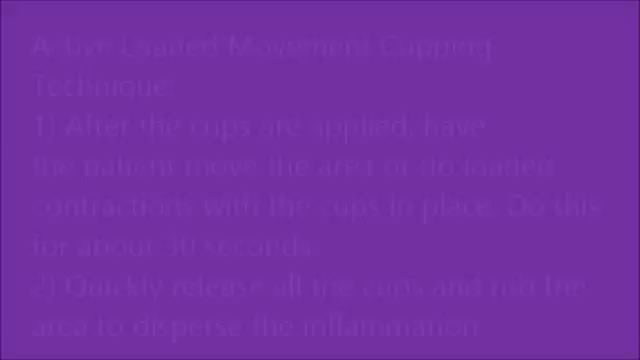 Active Loaded Movement Cupping
Technique:
1) After the cups are applied, have
the patient move the area or do loaded
contractions with the cups in place. Do this
for about 30 seconds.
2) Quickly release all the cups and rub the
area to disperse the inflammation